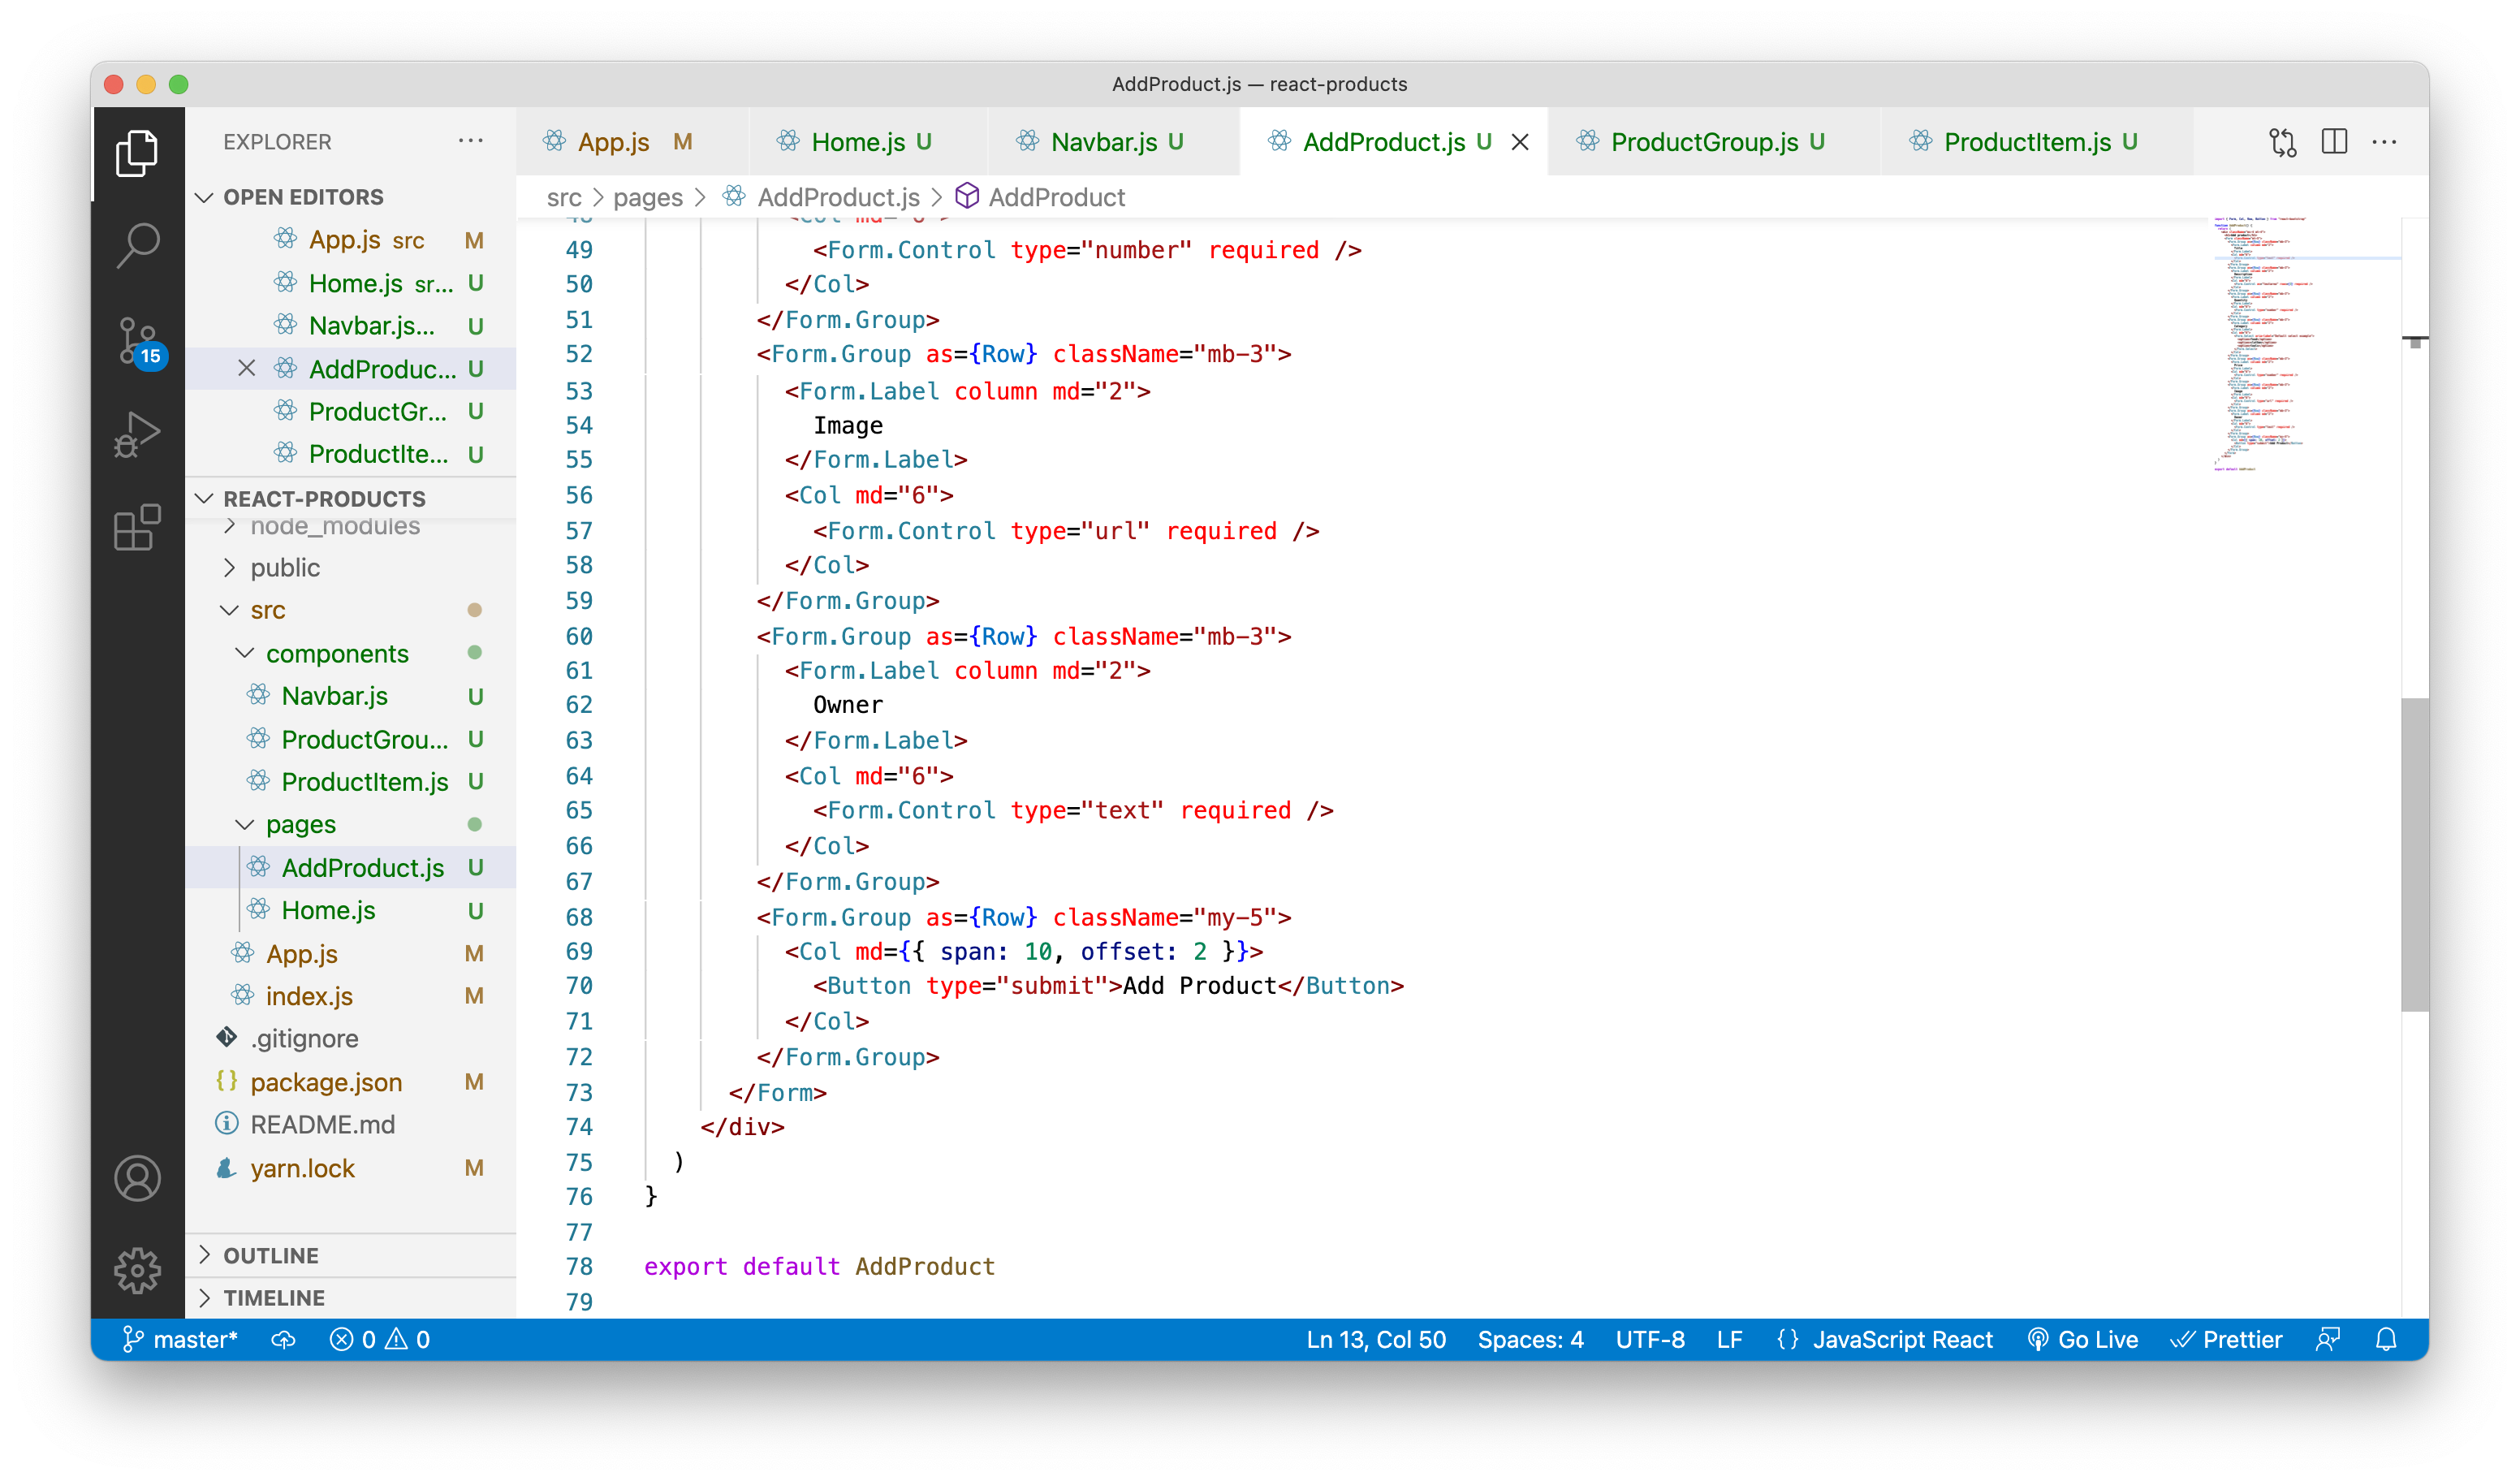 AddProduct.js — react-products
EXPLORER
App.js M
Home.js U
Navbar.js U
AddProduct.js U
ProductGroup.js U
ProductItem.js U
OPEN EDITORS
App.js src M
Home.js sr... U
Navbar.js... U
AddProduc... U
ProductGr... U
ProductIte... U
REACT-PRODUCTS
node_modules
public
src
components
Navbar.js U
ProductGrou... U
ProductItem.js U
pages
AddProduct.js U
Home.js U
App.js M
index.js M
.gitignore
package.json M
README.md
yarn.lock M
OUTLINE
TIMELINE
15
src > pages > AddProduct.js > AddProduct
48 <Col md="6">
49 <Form.Control type="number" required />
50 </Col>
51 </Form.Group>
52 <Form.Group as={Row} className="mb-3">
53 <Form.Label column md="2">
54 Image
55 </Form.Label>
56 <Col md="6">
57 <Form.Control type="url" required />
58 </Col>
59 </Form.Group>
60 <Form.Group as={Row} className="mb-3">
61 <Form.Label column md="2">
62 Owner
63 </Form.Label>
64 <Col md="6">
65 <Form.Control type="text" required />
66 </Col>
67 </Form.Group>
68 <Form.Group as={Row} className="my-5">
69 <Col md={{ span: 10, offset: 2 }}>
70 <Button type="submit">Add Product</Button>
71 </Col>
72 </Form.Group>
73 </Form>
74 </div>
75 )
76 }
77
78 export default AddProduct
79
master* 0 0 Ln 13, Col 50 Spaces: 4 UTF-8 LF {} JavaScript React Go Live Prettier